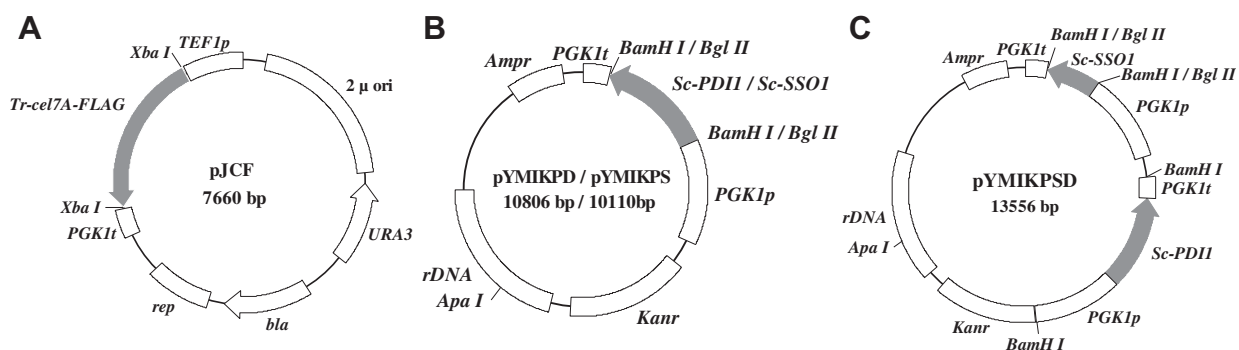 A
Xba I
TEF1p
2 µ ori
Tr-cel7A-FLAG
pJCF
7660 bp
Xba I
PGK1t
URA3
rep
bla
B
Ampr
PGK1t
BamH I / Bgl II
Sc-PDI1 / Sc-SSO1
BamH I / Bgl II
pYMIKPD / pYMIKPS
10806 bp / 10110bp
PGK1p
rDNA
Apa I
Kanr
C
Ampr
PGK1t
BamH I / Bgl II
Sc-SSO1
BamH I / Bgl II
PGK1p
BamH I
PGK1t
pYMIKPSD
13556 bp
rDNA
Apa I
Sc-PDI1
Kanr
PGK1p
BamH I